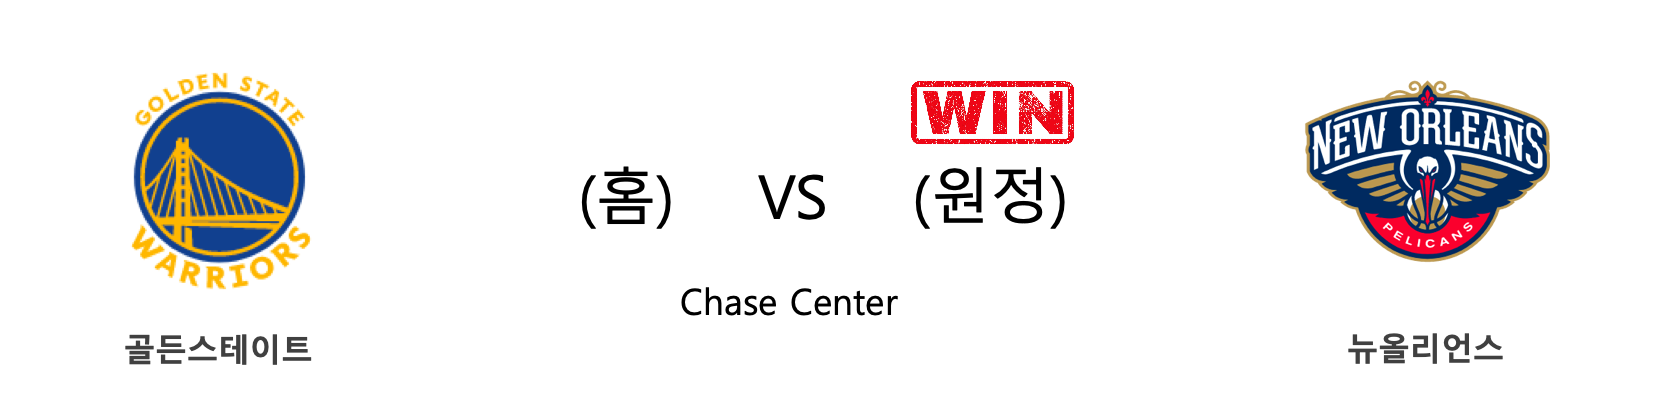 GOLDEN STATE
WARRIORS
WIN
(홈) VS (원정)
NEW ORLEANS
PELICANS
Chase Center
골든스테이트
뉴올리언스